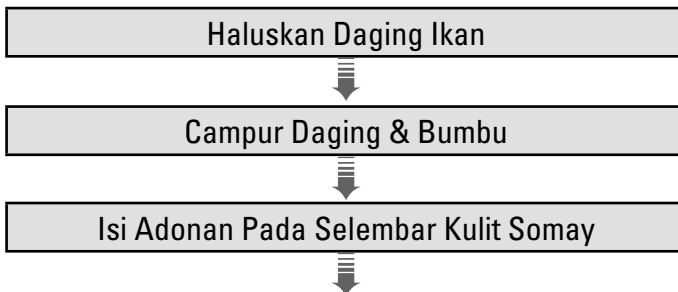 Haluskan Daging Ikan
Campur Daging & Bumbu
Isi Adonan Pada Selembar Kulit Somay